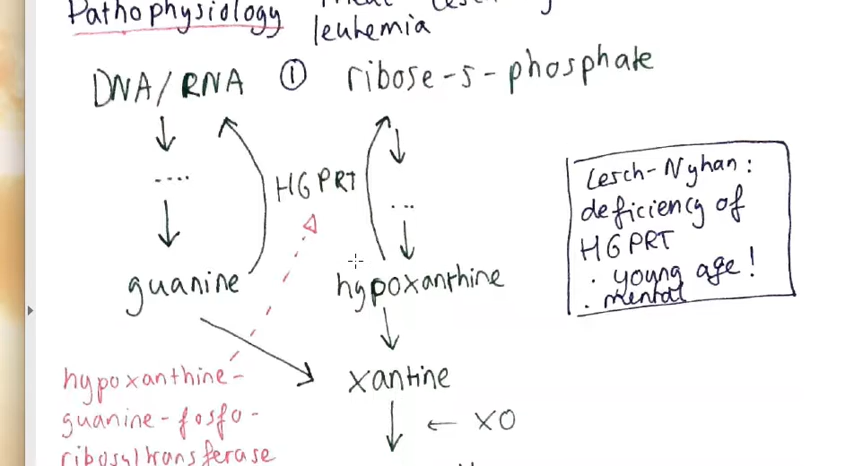 Pathophysiology
leukemia
DNA/RNA ① ribose-5-phosphate
....
HGPRT
...
guanine
hypoxanthine
xantine
← XO
Lesch-Nyhan:
deficiency of
HGPRT
. young age!
. mental
hypoxanthine-
guanine-fosfo-
ribosyltransferase